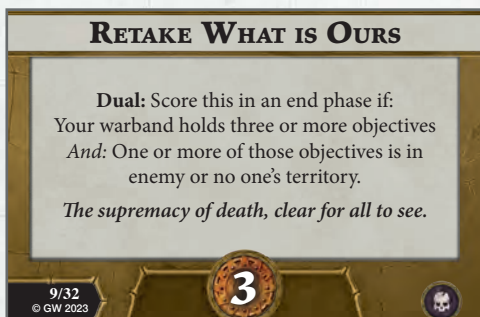 RETAKE WHAT IS OURS
Dual: Score this in an end phase if:
Your warband holds three or more objectives
And: One or more of those objectives is in
enemy or no one's territory.
The supremacy of death, clear for all to see.
9/32
© GW 2023
3